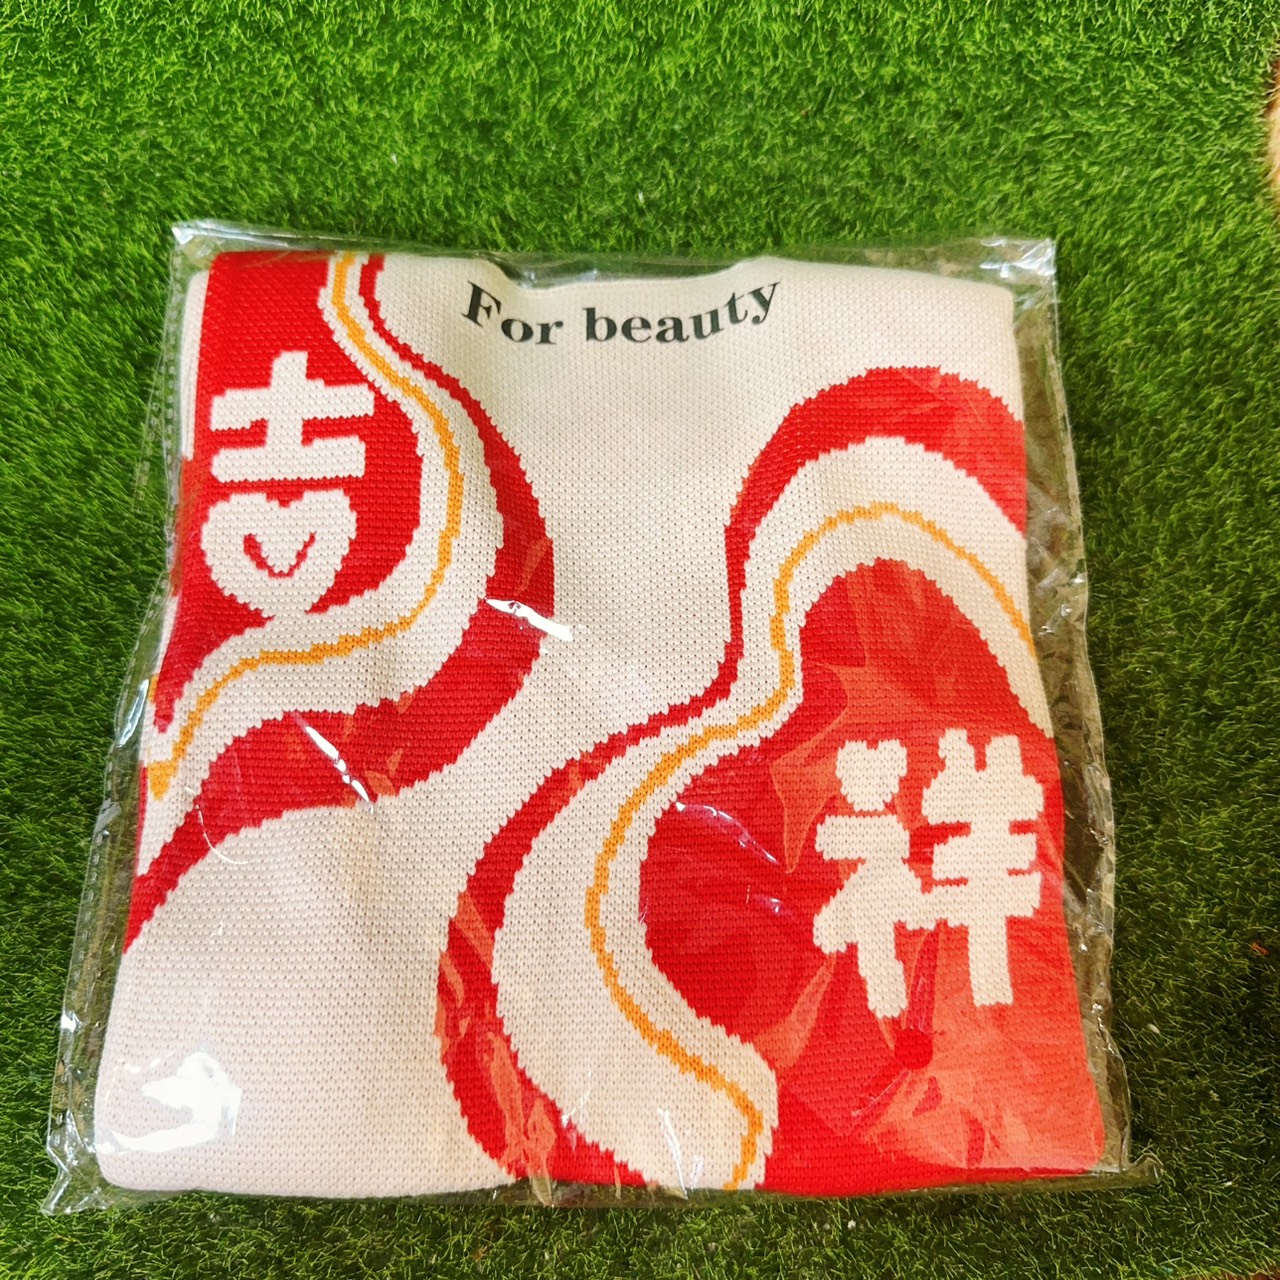 For beauty
吉
祥